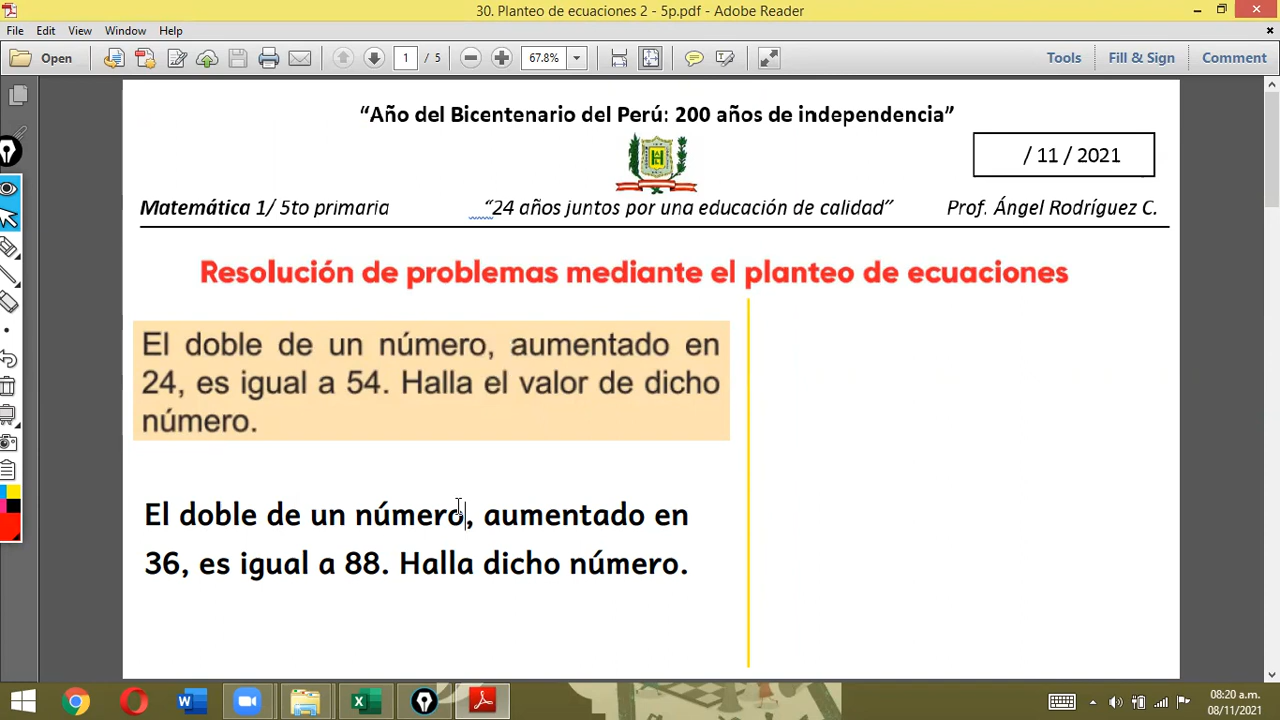 30. Planteo de ecuaciones 2 - 5p.pdf - Adobe Reader
File Edit View Window Help
Open 1 / 5 67.8% Tools Fill & Sign Comment
“Año del Bicentenario del Perú: 200 años de independencia”
/ 11 / 2021
Matemática 1/ 5to primaria “24 años juntos por una educación de calidad” Prof. Ángel Rodríguez C.
Resolución de problemas mediante el planteo de ecuaciones
El doble de un número, aumentado en
24, es igual a 54. Halla el valor de dicho
número.
El doble de un número, aumentado en
36, es igual a 88. Halla dicho número.
08:20 a.m.
08/11/2021